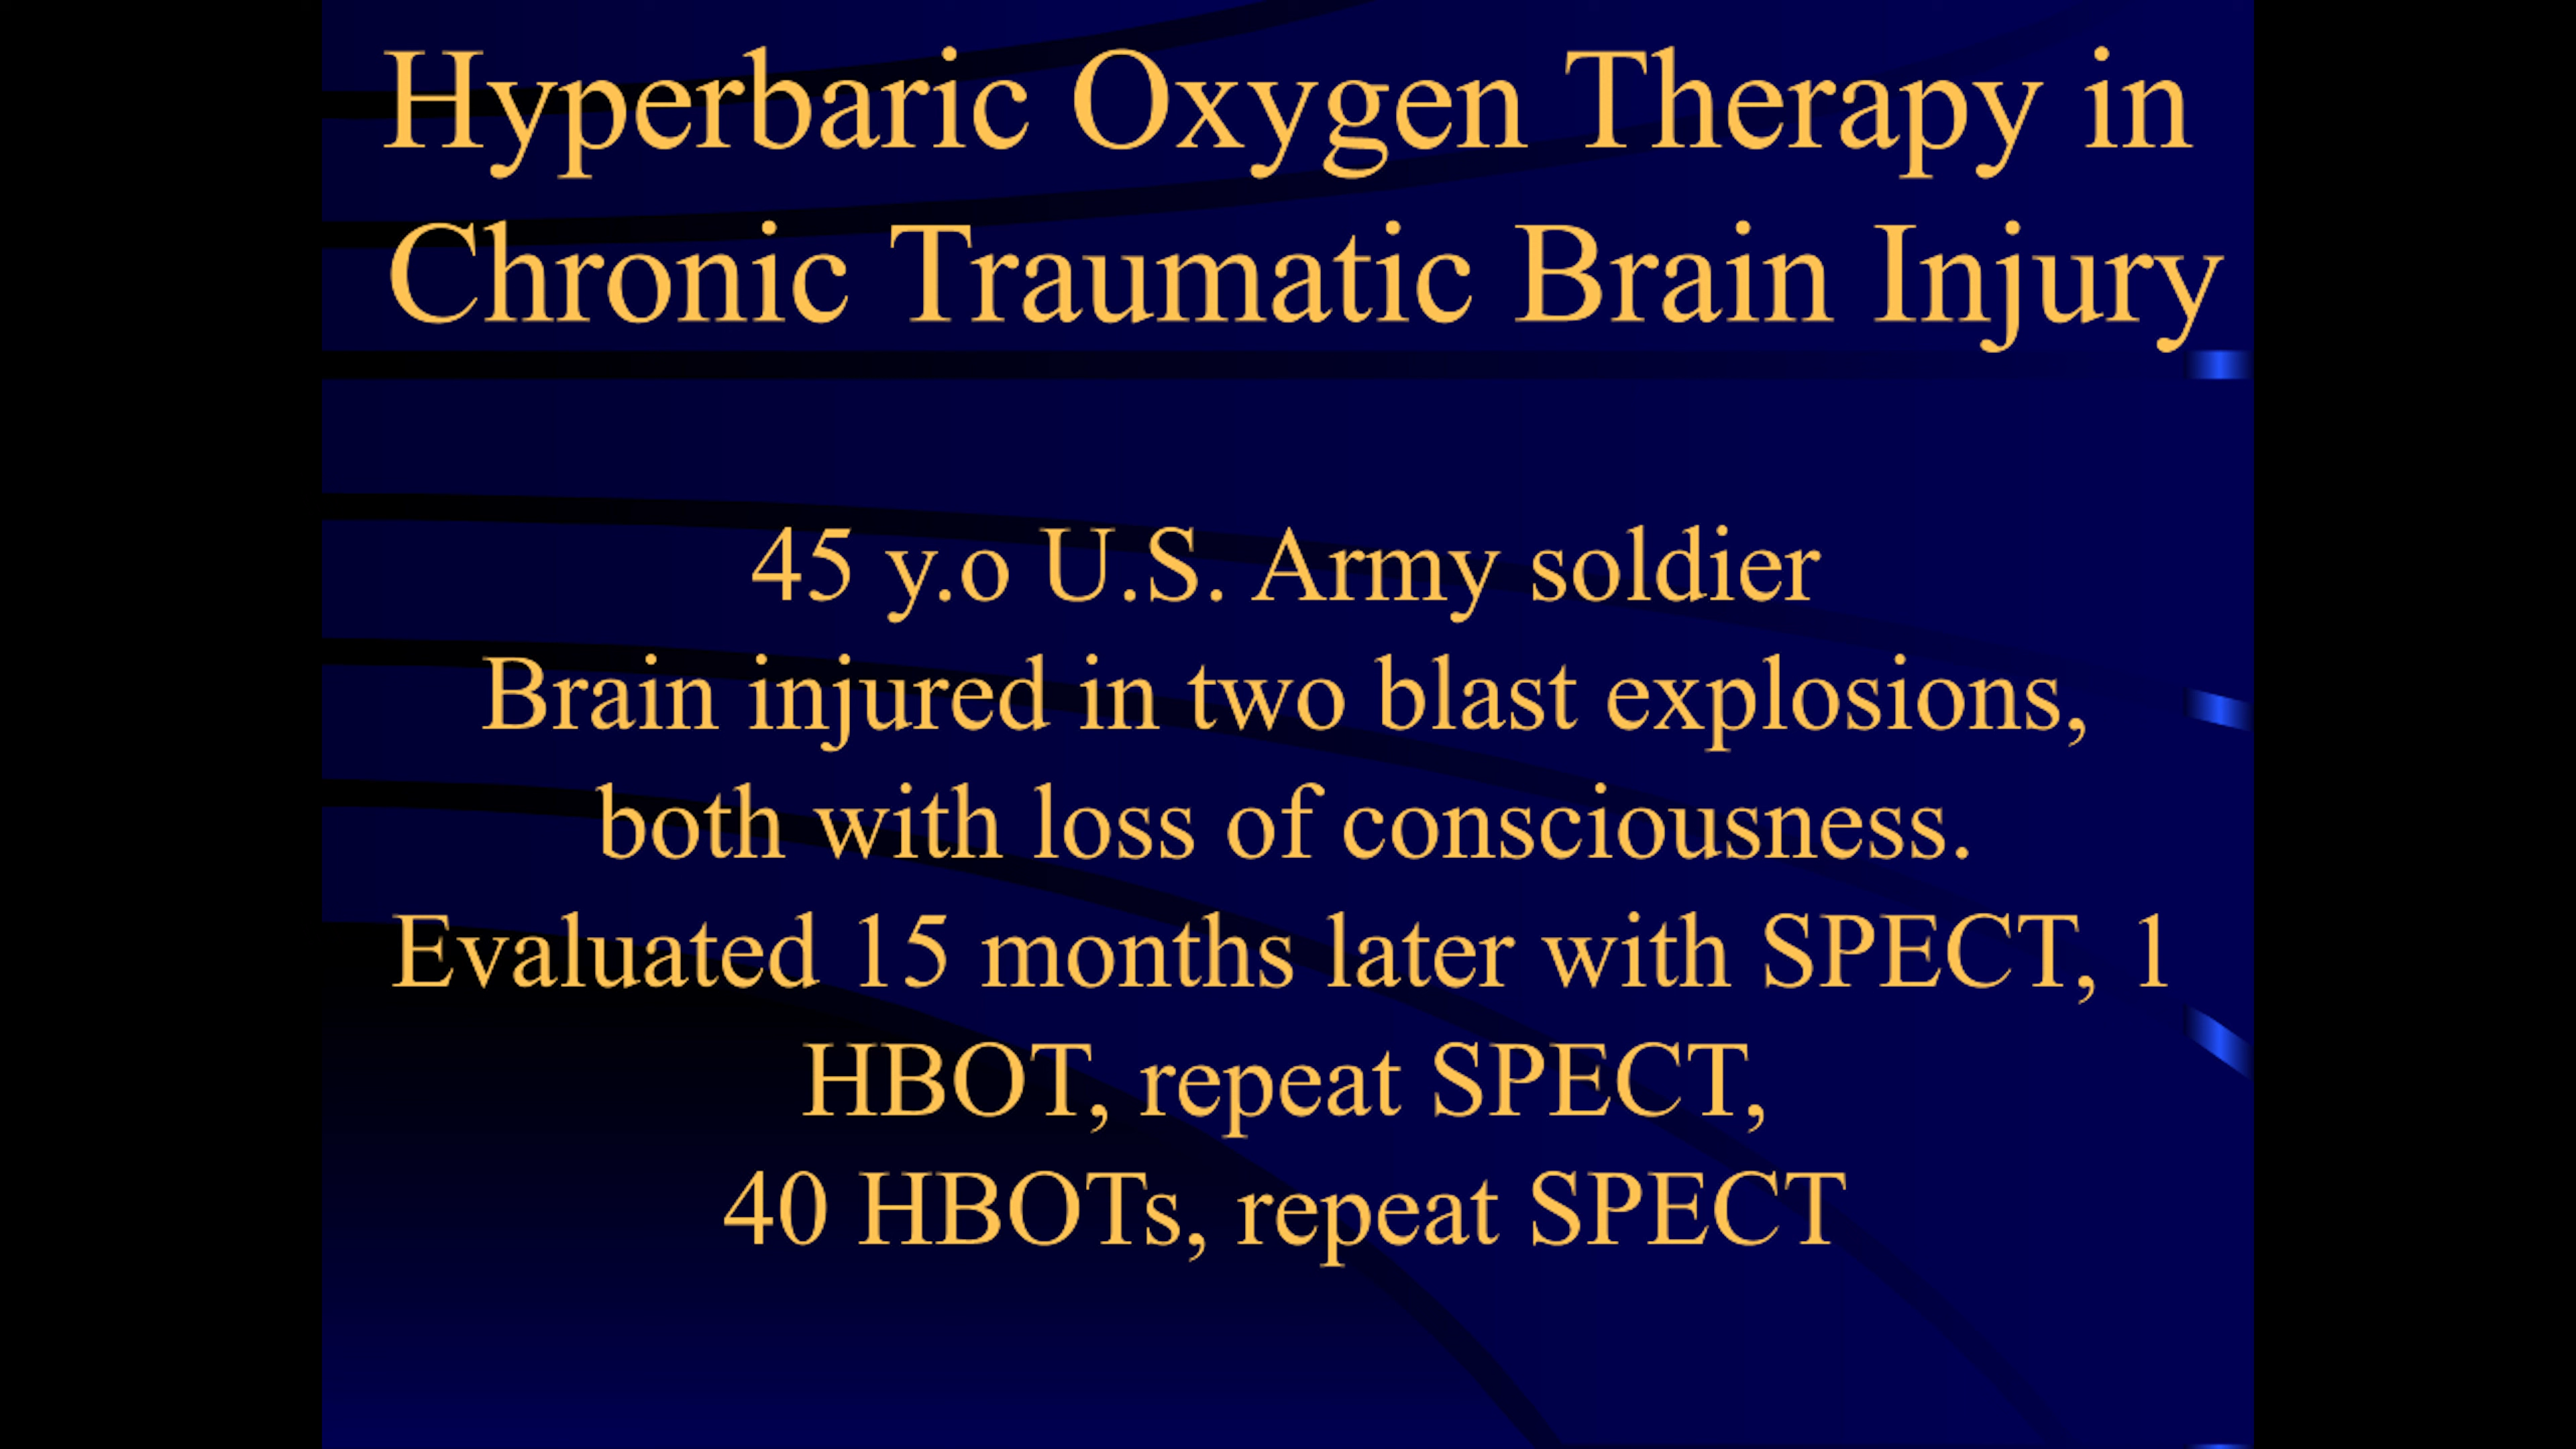 Hyperbaric Oxygen Therapy in
Chronic Traumatic Brain Injury
45 y.o U.S. Army soldier
Brain injured in two blast explosions,
both with loss of consciousness.
Evaluated 15 months later with SPECT, 1
HBOT, repeat SPECT,
40 HBOTs, repeat SPECT